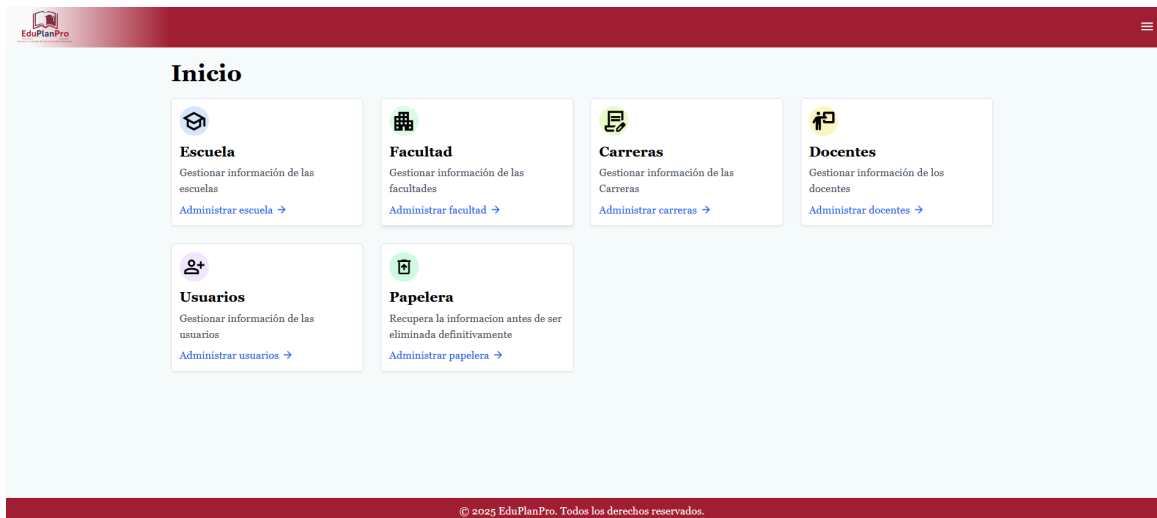 EduPlanPro
Inicio
Escuela
Gestionar información de las
escuelas
Administrar escuela →
Facultad
Gestionar información de las
facultades
Administrar facultad →
Carreras
Gestionar información de las
Carreras
Administrar carreras →
Docentes
Gestionar información de los
docentes
Administrar docentes →
Usuarios
Gestionar información de las
usuarios
Administrar usuarios →
Papelera
Recupera la informacion antes de ser
eliminada definitivamente
Administrar papelera →
© 2025 EduPlanPro. Todos los derechos reservados.